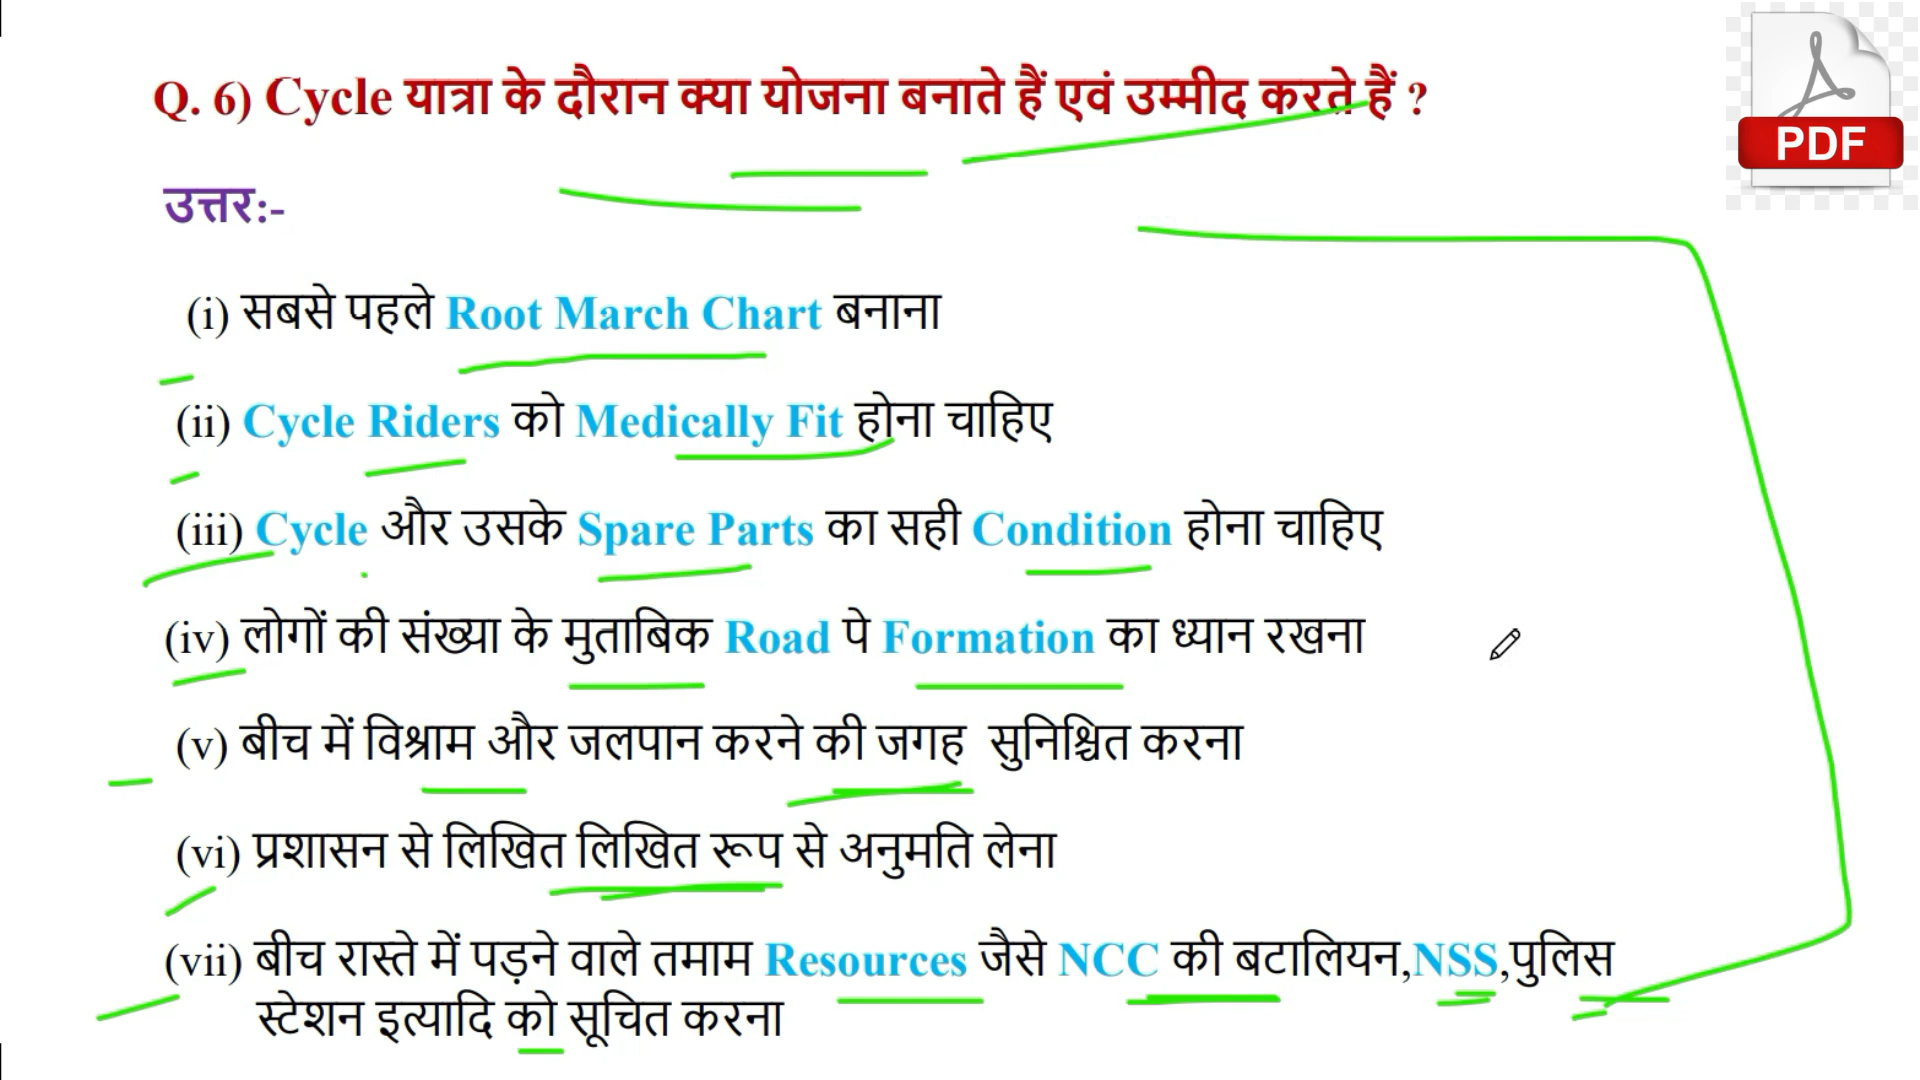 Q. 6) Cycle यात्रा के दौरान क्या योजना बनाते हैं एवं उम्मीद करते हैं ?
PDF
उत्तर:-
(i) सबसे पहले Root March Chart बनाना
(ii) Cycle Riders को Medically Fit होना चाहिए
(iii) Cycle और उसके Spare Parts का सही Condition होना चाहिए
(iv) लोगों की संख्या के मुताबिक Road पे Formation का ध्यान रखना
(v) बीच में विश्राम और जलपान करने की जगह सुनिश्चित करना
(vi) प्रशासन से लिखित लिखित रूप से अनुमति लेना
(vii) बीच रास्ते में पड़ने वाले तमाम Resources जैसे NCC की बटालियन,NSS,पुलिस
स्टेशन इत्यादि को सूचित करना